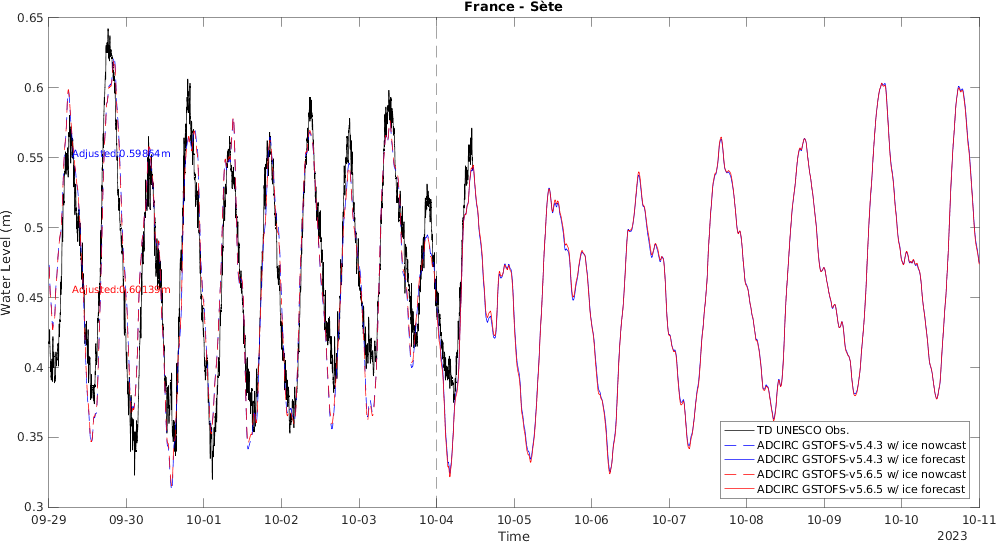 France - Sète
0.65
0.6
0.55
0.5
0.45
0.4
0.35
0.3
Water Level (m)
Adjusted:0.59864m
Adjusted:0.60139m
TD UNESCO Obs.
ADCIRC GSTOFS-v5.4.3 w/ ice nowcast
ADCIRC GSTOFS-v5.4.3 w/ ice forecast
ADCIRC GSTOFS-v5.6.5 w/ ice nowcast
ADCIRC GSTOFS-v5.6.5 w/ ice forecast
09-29 09-30 10-01 10-02 10-03 10-04 10-05 10-06 10-07 10-08 10-09 10-10 10-11
Time
2023